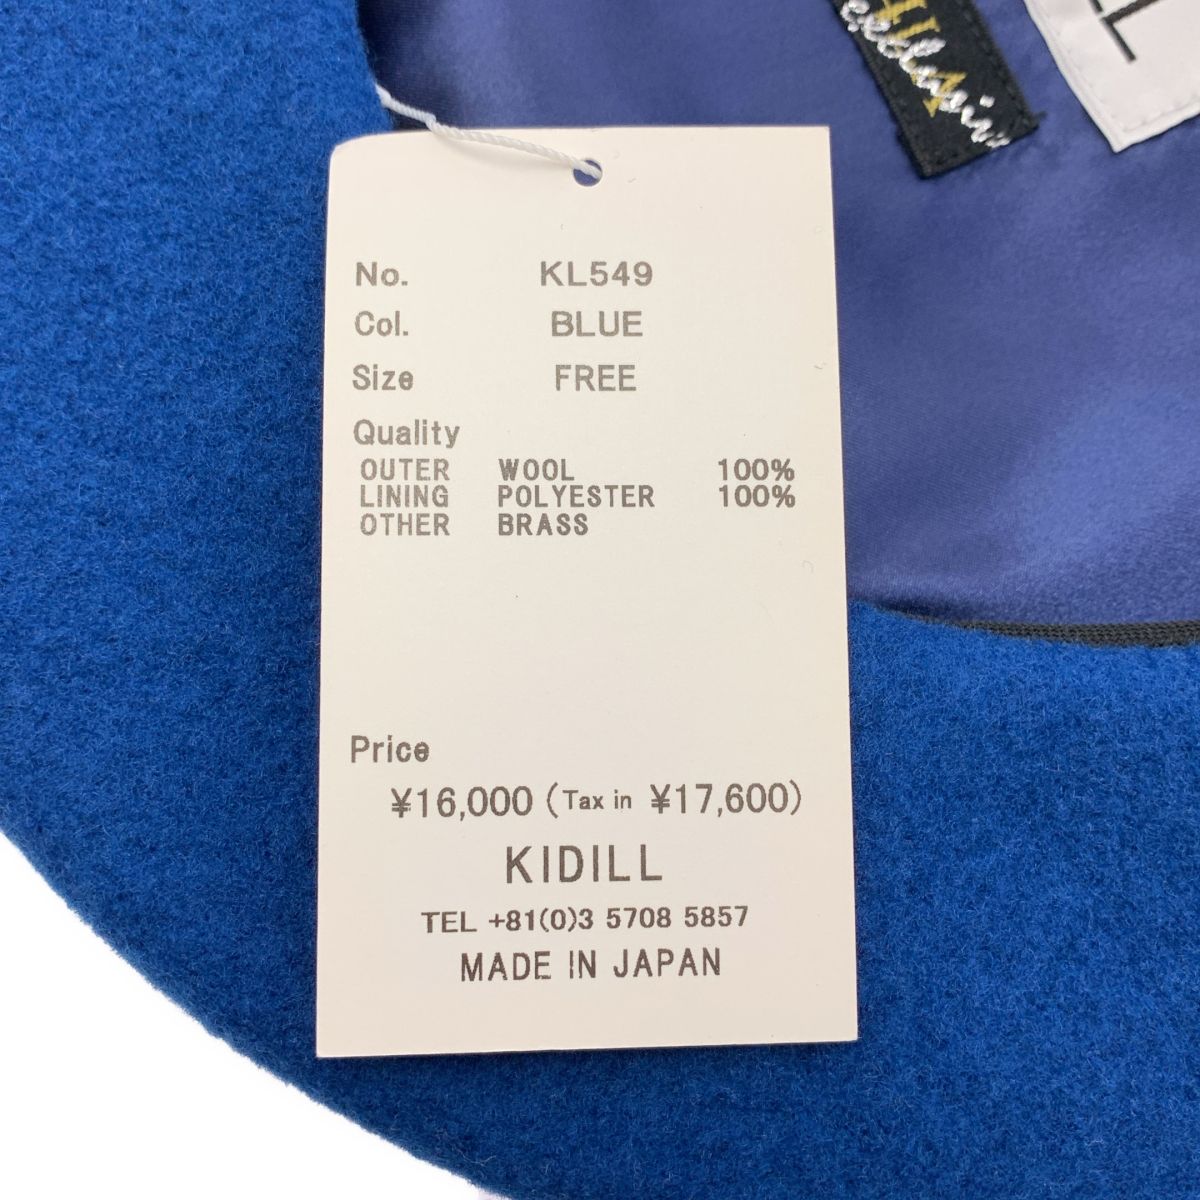 No. KL549
Col. BLUE
Size FREE
Quality
OUTER WOOL 100%
LINING POLYESTER 100%
OTHER BRASS
Price
¥16,000 (Tax in ¥17,600)
KIDILL
TEL +81(0)3 5708 5857
MADE IN JAPAN